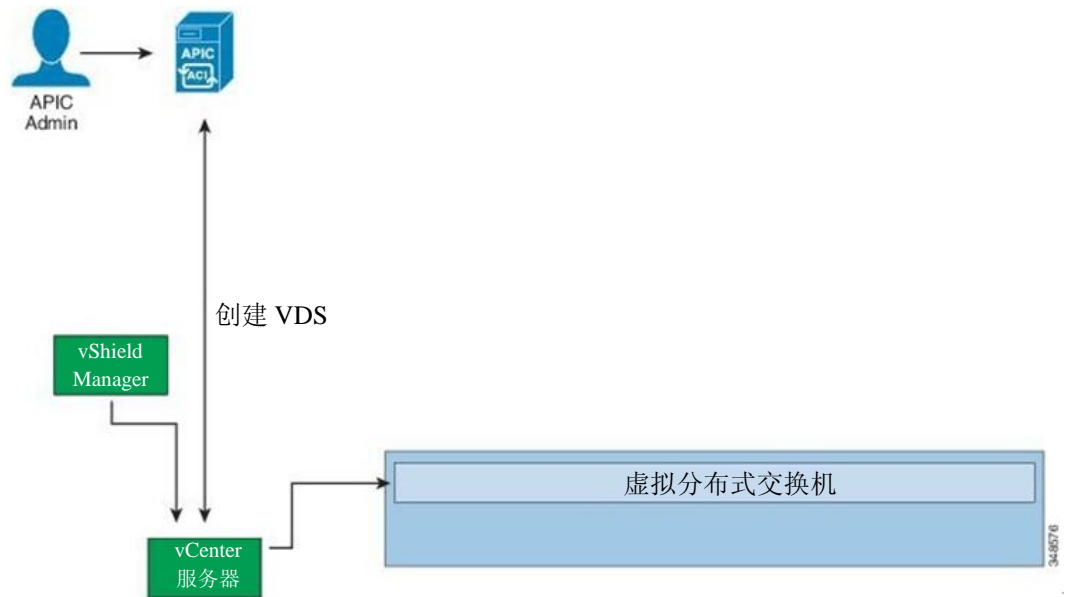 APIC
ACI
APIC
Admin
创建 VDS
vShield
Manager
虚拟分布式交换机
vCenter
服务器
348576